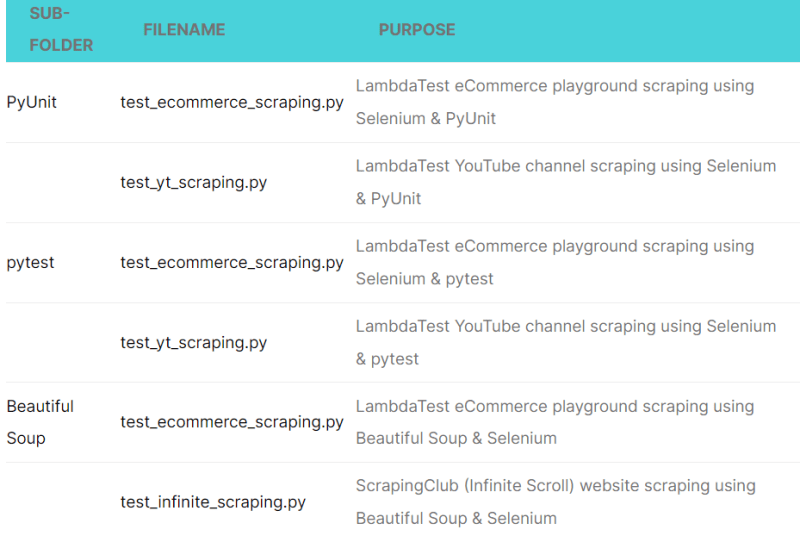 SUB-
FOLDER
FILENAME
PURPOSE
PyUnit
test_ecommerce_scraping.py
LambdaTest eCommerce playground scraping using
Selenium & PyUnit
test_yt_scraping.py
LambdaTest YouTube channel scraping using Selenium
& PyUnit
pytest
test_ecommerce_scraping.py
LambdaTest eCommerce playground scraping using
Selenium & pytest
test_yt_scraping.py
LambdaTest YouTube channel scraping using Selenium
& pytest
Beautiful
Soup
test_ecommerce_scraping.py
LambdaTest eCommerce playground scraping using
Beautiful Soup & Selenium
test_infinite_scraping.py
ScrapingClub (Infinite Scroll) website scraping using
Beautiful Soup & Selenium